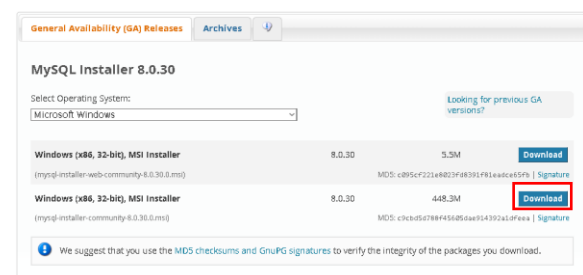 General Availability (GA) Releases Archives
MySQL Installer 8.0.30
Select Operating System:
Microsoft Windows
Looking for previous GA
versions?
Windows (x86, 32-bit), MSI Installer 8.0.30 5.5M Download
(mysql-installer-web-community-8.0.30.0.msi) MD5: c095cf221e8023fd8391f81eadce65fb | Signature
Windows (x86, 32-bit), MSI Installer 8.0.30 448.3M Download
(mysql-installer-community-8.0.30.0.msi) MD5: c9cbd5d788f45605dae914392a1dfeea | Signature
We suggest that you use the MD5 checksums and GnuPG signatures to verify the integrity of the packages you download.